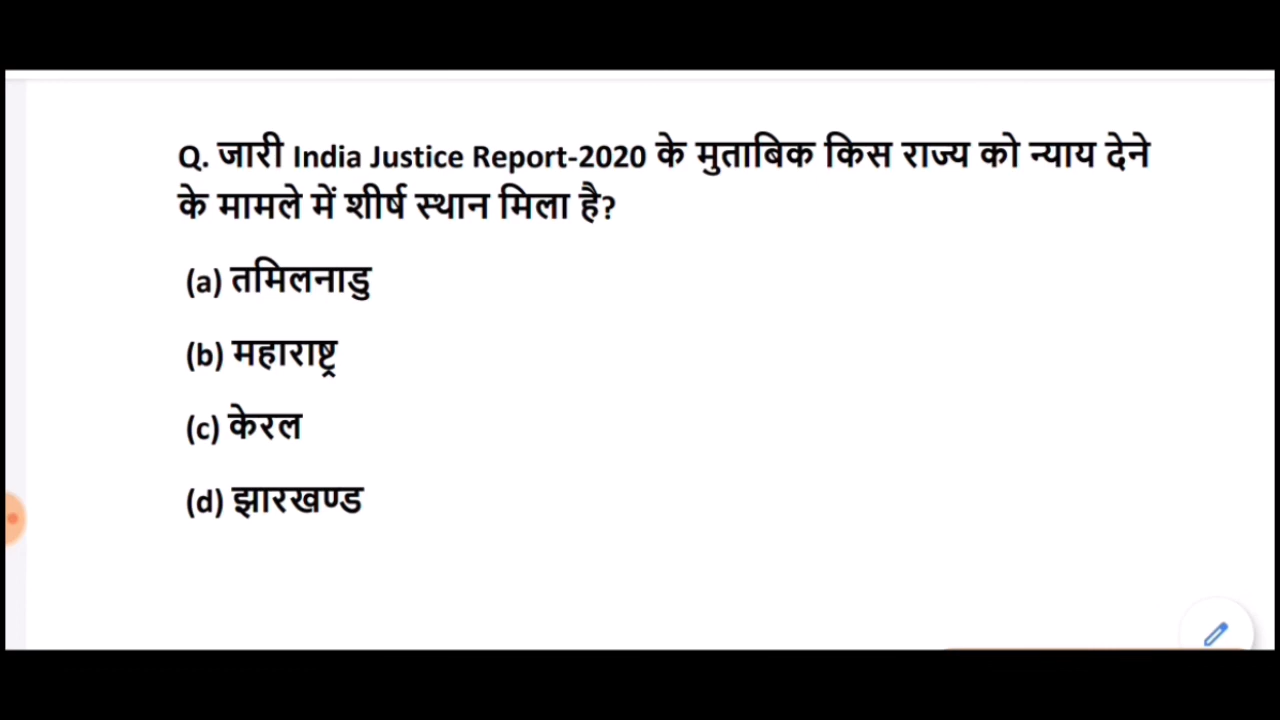 Q. जारी India Justice Report-2020 के मुताबिक किस राज्य को न्याय देने
के मामले में शीर्ष स्थान मिला है?
(a) तमिलनाडु
(b) महाराष्ट्र
(c) केरल
(d) झारखण्ड